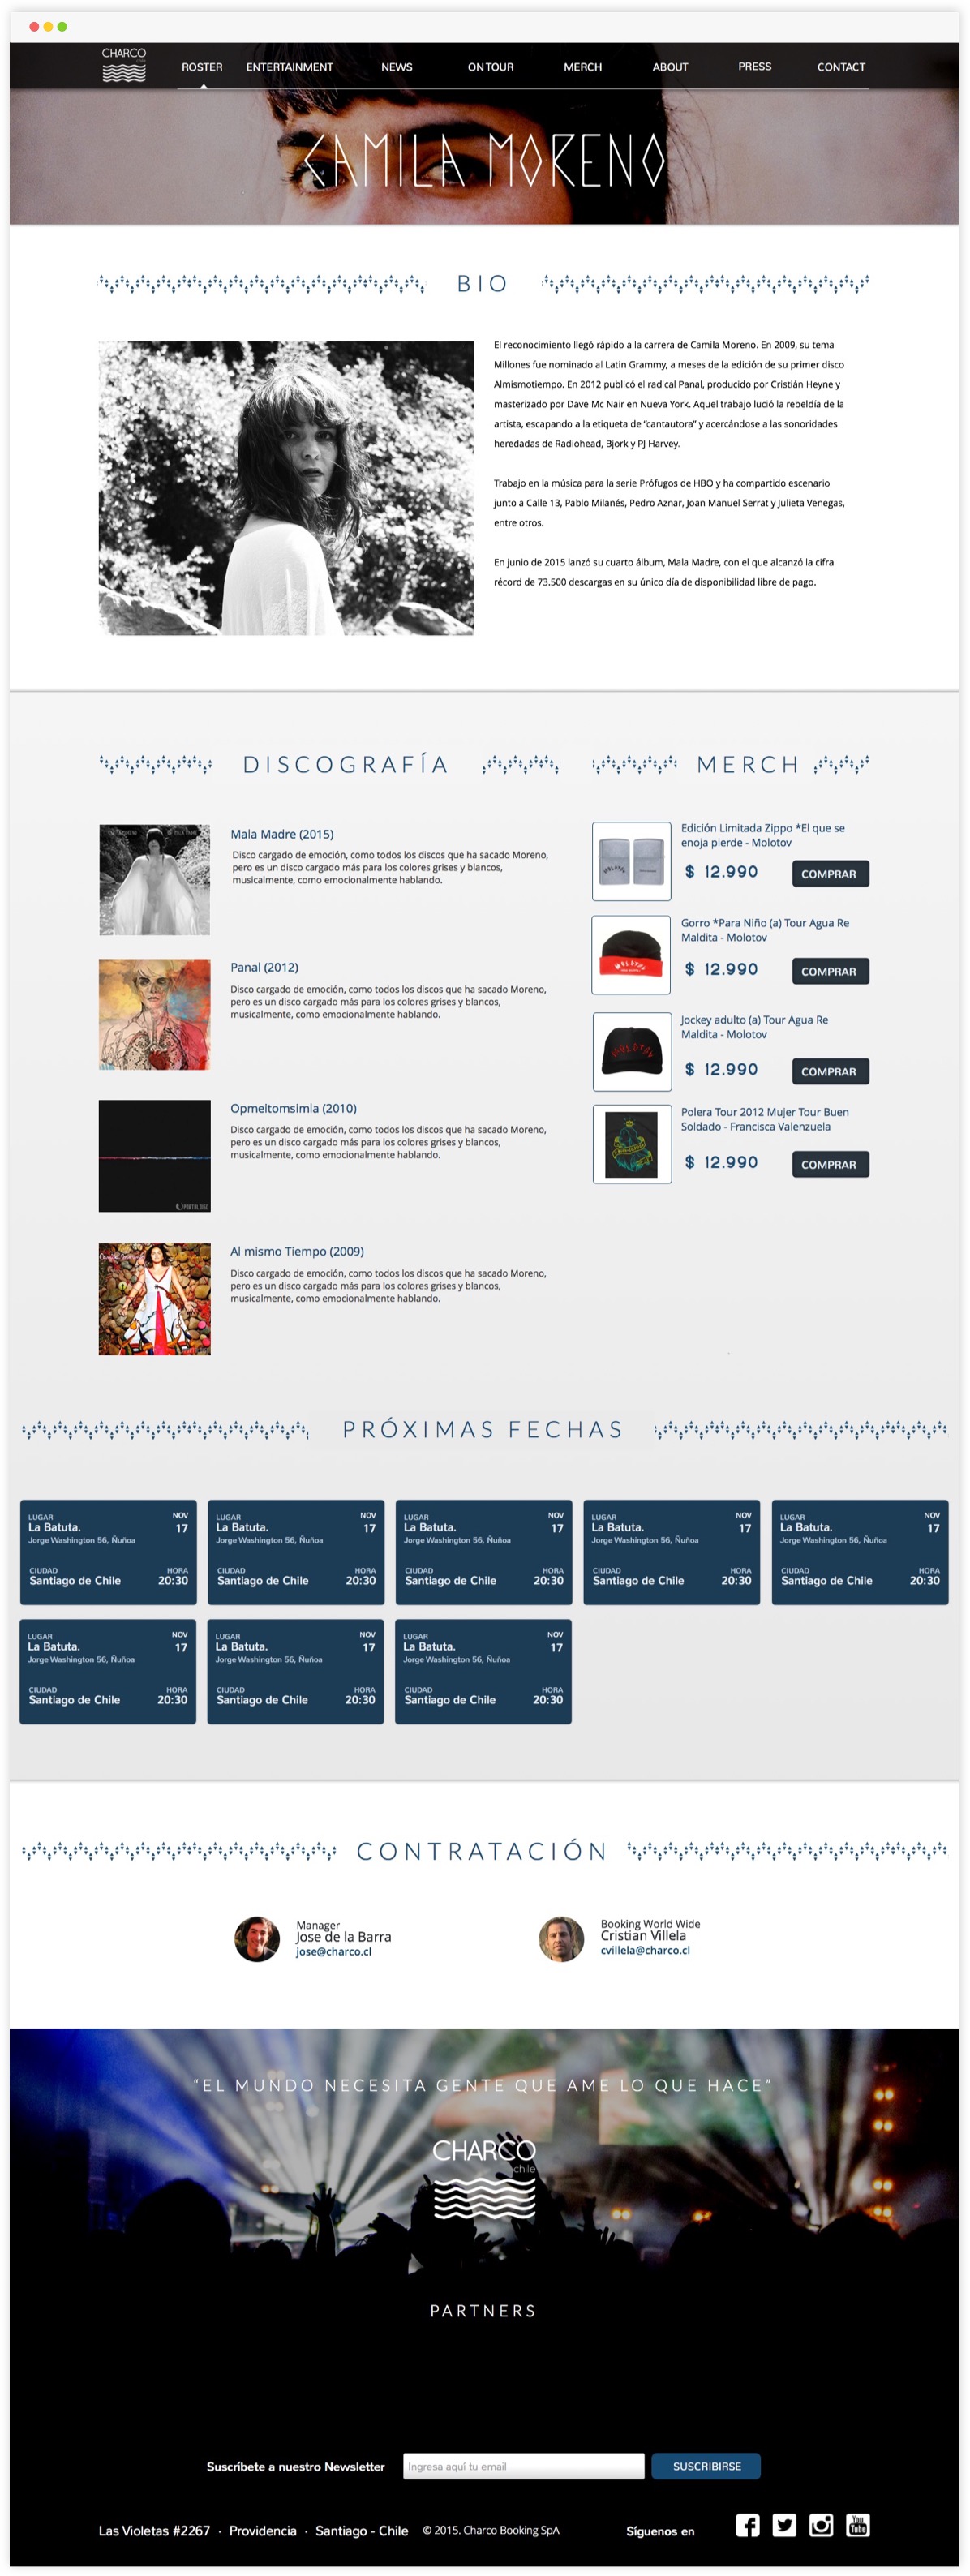 CHARCO
ROSTER ENTERTAINMENT NEWS ON TOUR MERCH ABOUT PRESS CONTACT
CAMILA MORENO
BIO
El reconocimiento llegó rápido a la carrera de Camila Moreno. En 2009, su tema
Millones fue nominado al Latin Grammy, a meses de la edición de su primer disco
Almismotiempo. En 2012 publicó el radical Panal, producido por Cristián Heyne y
masterizado por Dave Mc Nair en Nueva York. Aquel trabajo lució la rebeldía de la
artista, escapando a la etiqueta de "cantautora" y acercándose a las sonoridades
heredadas de Radiohead, Bjork y PJ Harvey.
Trabajo en la música para la serie Prófugos de HBO y ha compartido escenario
junto a Calle 13, Pablo Milanés, Pedro Aznar, Joan Manuel Serrat y Julieta Venegas,
entre otros.
En junio de 2015 lanzó su cuarto álbum, Mala Madre, con el que alcanzó la cifra
récord de 73.500 descargas en su único día de disponibilidad libre de pago.
DISCOGRAFÍA
Mala Madre (2015)
Disco cargado de emoción, como todos los discos que ha sacado Moreno,
pero es un disco cargado más para los colores grises y blancos,
musicalmente, como emocionalmente hablando.
Panal (2012)
Disco cargado de emoción, como todos los discos que ha sacado Moreno,
pero es un disco cargado más para los colores grises y blancos,
musicalmente, como emocionalmente hablando.
Opmeitomsimla (2010)
Disco cargado de emoción, como todos los discos que ha sacado Moreno,
pero es un disco cargado más para los colores grises y blancos,
musicalmente, como emocionalmente hablando.
PORTALDISC
Al mismo Tiempo (2009)
Disco cargado de emoción, como todos los discos que ha sacado Moreno,
pero es un disco cargado más para los colores grises y blancos,
musicalmente, como emocionalmente hablando.
MERCH
Edición Limitada Zippo *El que se
enoja pierde - Molotov
$ 12.990 COMPRAR
MOLOTOV
Gorro *Para Niño (a) Tour Agua Re
Maldita - Molotov
$ 12.990 COMPRAR
MOLOTOV
Jockey adulto (a) Tour Agua Re
Maldita - Molotov
$ 12.990 COMPRAR
Polera Tour 2012 Mujer Tour Buen
Soldado - Francisca Valenzuela
$ 12.990 COMPRAR
PRÓXIMAS FECHAS
LUGAR NOV LUGAR NOV LUGAR NOV LUGAR NOV LUGAR NOV
La Batuta. 17 La Batuta. 17 La Batuta. 17 La Batuta. 17 La Batuta. 17
Jorge Washington 56, Ñuñoa Jorge Washington 56, Ñuñoa Jorge Washington 56, Ñuñoa Jorge Washington 56, Ñuñoa Jorge Washington 56, Ñuñoa
CIUDAD HORA CIUDAD HORA CIUDAD HORA CIUDAD HORA CIUDAD HORA
Santiago de Chile 20:30 Santiago de Chile 20:30 Santiago de Chile 20:30 Santiago de Chile 20:30 Santiago de Chile 20:30
LUGAR NOV LUGAR NOV LUGAR NOV
La Batuta. 17 La Batuta. 17 La Batuta. 17
Jorge Washington 56, Ñuñoa Jorge Washington 56, Ñuñoa Jorge Washington 56, Ñuñoa
CIUDAD HORA CIUDAD HORA CIUDAD HORA
Santiago de Chile 20:30 Santiago de Chile 20:30 Santiago de Chile 20:30
CONTRATACIÓN
Manager
Jose de la Barra
jose@charco.cl
Booking World Wide
Cristian Villela
cvillela@charco.cl
"EL MUNDO NECESITA GENTE QUE AME LO QUE HACE"
CHARCO
chile
PARTNERS
Suscríbete a nuestro Newsletter Ingresa aquí tu email SUSCRIBIRSE
Las Violetas #2267 · Providencia · Santiago - Chile © 2015. Charco Booking SpA Síguenos en You Tube